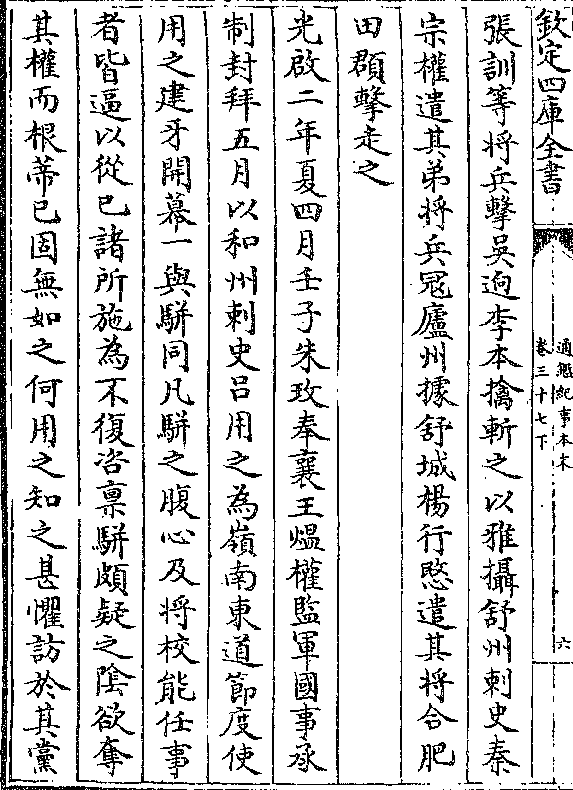 欽定四庫全書
通鑑紀事本末
卷三十七下
六
張訓等將兵擊吳逈李本擒斬之以雅攝舒州刺史秦
宗權遣其弟將兵冦廬州據舒城楊行愍遣其將合肥
田頵擊走之
光啟二年夏四月壬子朱玫奉襄王熅權監軍國事承
制封拜五月以和州刺史吕用之為嶺南東道節度使
用之建牙開幕一與駢同凡駢之腹心及將校能任事
者皆逼以從已諸所施為不復咨禀駢頗疑之隂欲奪
其權而根蒂已固無如之何用之知之甚懼訪於其黨